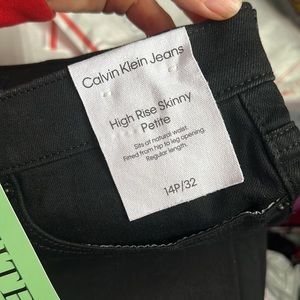 Calvin Klein Jeans
High Rise Skinny
Petite
Sits at natural waist.
Fitted from hip to leg opening.
Regular length.
14P/32